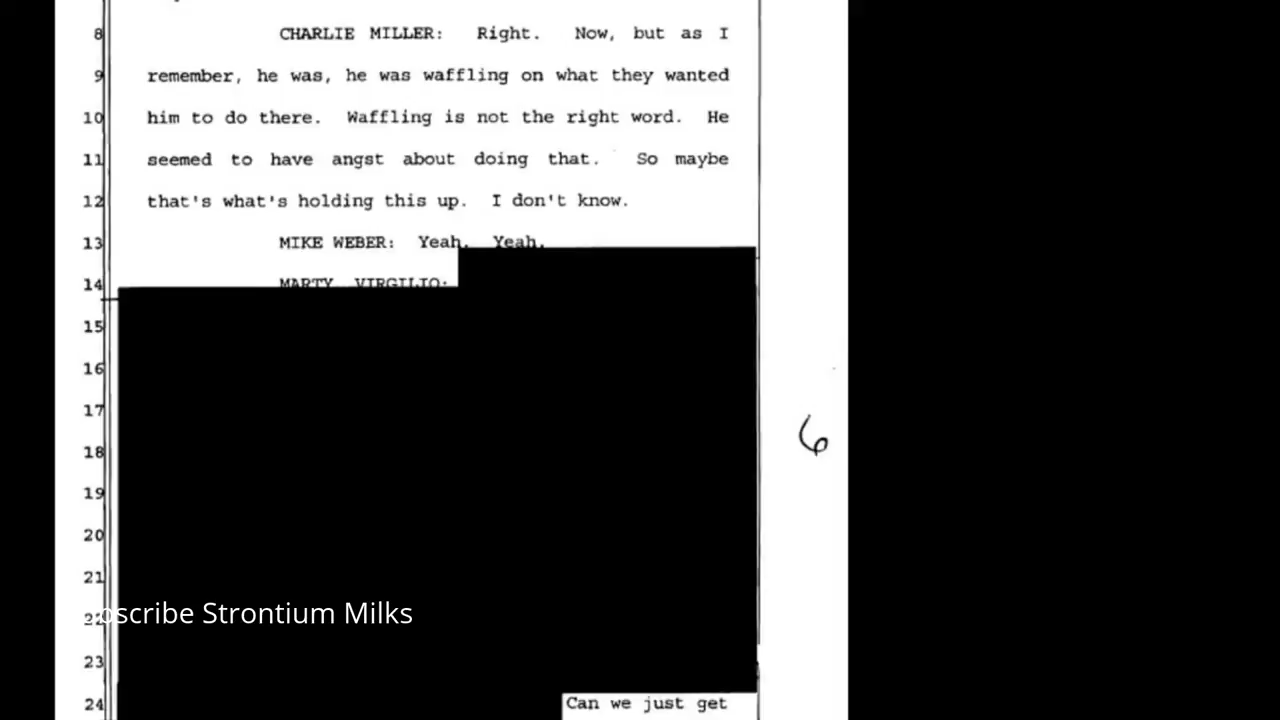 8 CHARLIE MILLER: Right. Now, but as I
9 remember, he was, he was waffling on what they wanted
10 him to do there. Waffling is not the right word. He
11 seemed to have angst about doing that. So maybe
12 that's what's holding this up. I don't know.
13 MIKE WEBER: Yeah. Yeah.
14 MARTY VIRGILIO:
15
16
17
6
18
19
20
21
22
scribe Strontium Milks
23
24 Can we just get